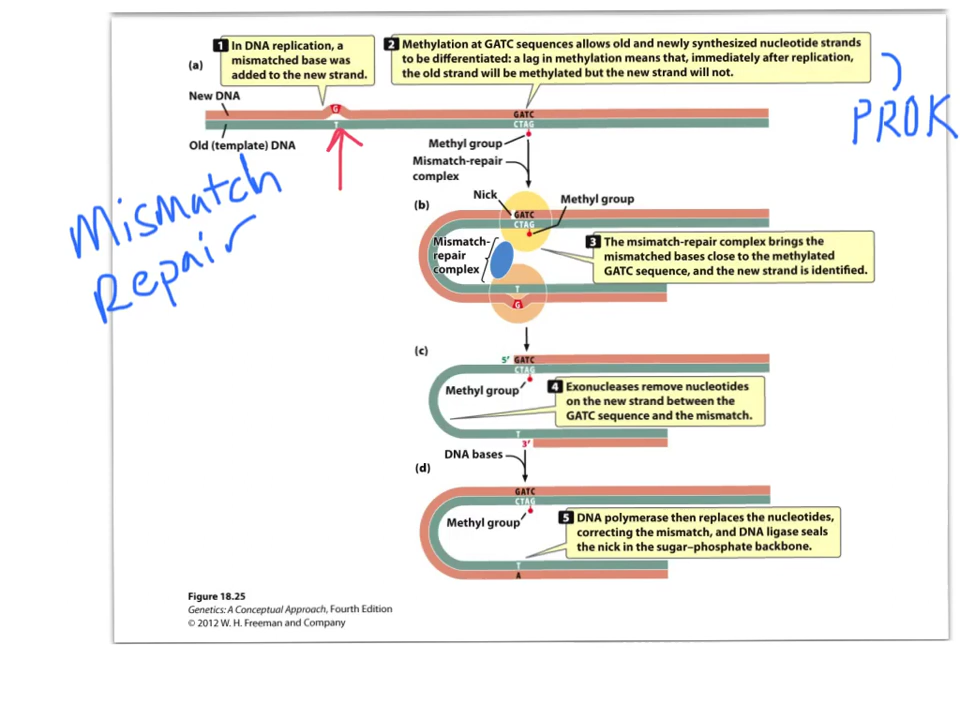 1 In DNA replication, a
mismatched base was
added to the new strand.
2 Methylation at GATC sequences allows old and newly synthesized nucleotide strands
to be differentiated: a lag in methylation means that, immediately after replication,
the old strand will be methylated but the new strand will not.
(a)
PROK
New DNA
G
GATC
T
CTAG
Old (template) DNA
Methyl group
Mismatch-repair
complex
Mismatch
Repair
(b)
Nick
Methyl group
GATC
CTAG
Mismatch-
repair
complex
3 The msimatch-repair complex brings the
mismatched bases close to the methylated
GATC sequence, and the new strand is identified.
T
G
(c)
5' GATC
CTAG
Methyl group
4 Exonucleases remove nucleotides
on the new strand between the
GATC sequence and the mismatch.
T
3'
DNA bases
(d)
GATC
CTAG
Methyl group
5 DNA polymerase then replaces the nucleotides,
correcting the mismatch, and DNA ligase seals
the nick in the sugar–phosphate backbone.
T
A
Figure 18.25
Genetics: A Conceptual Approach, Fourth Edition
© 2012 W. H. Freeman and Company